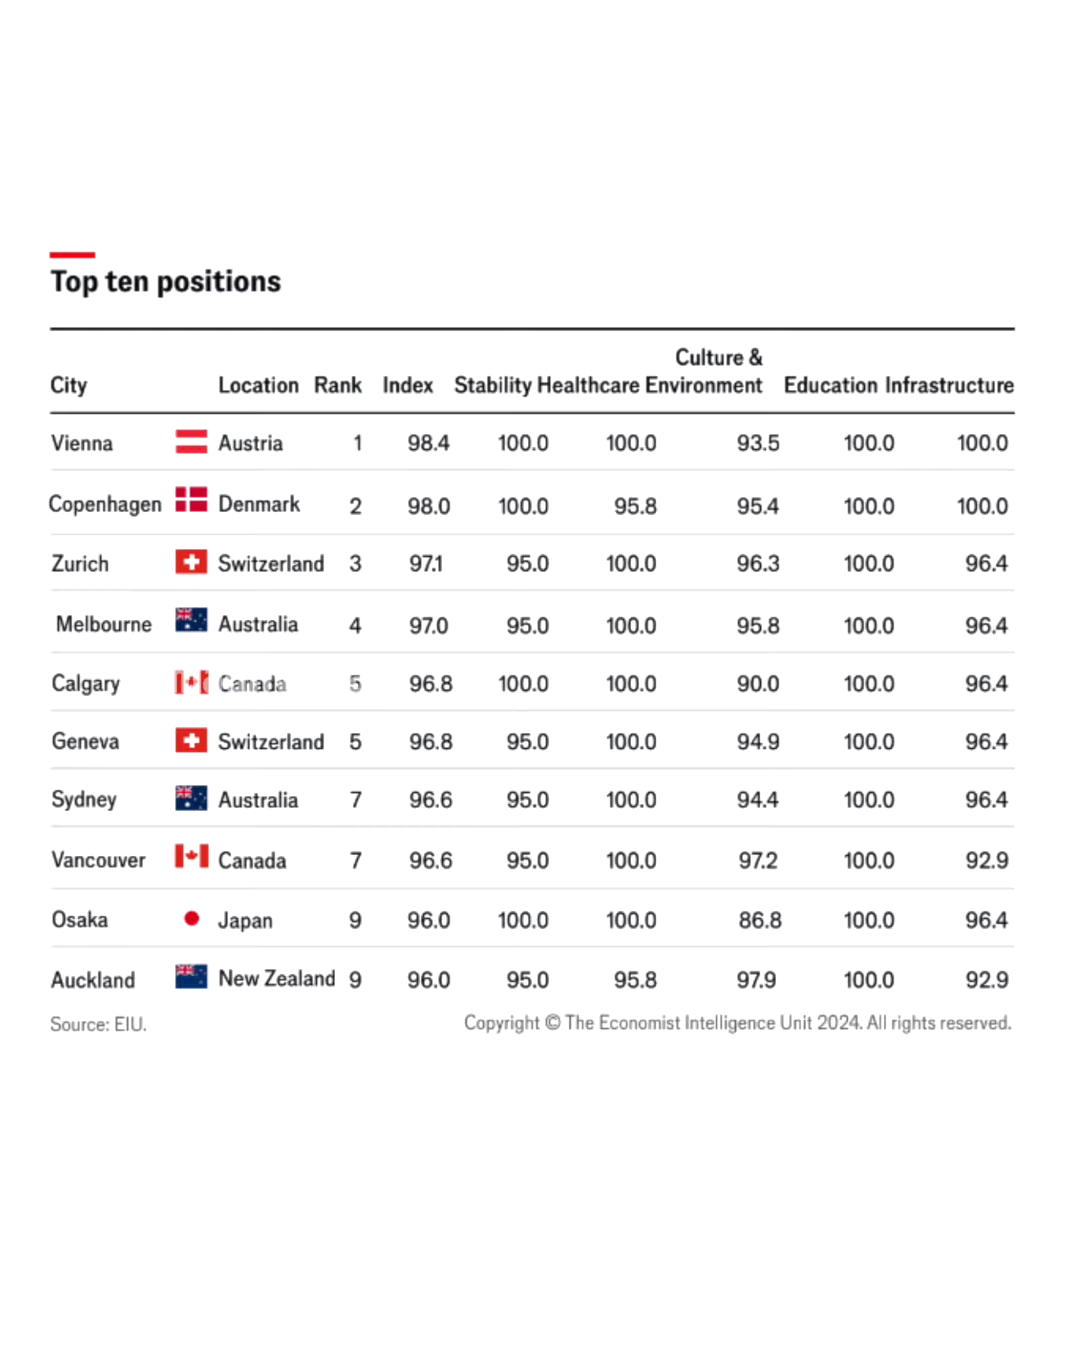 Top ten positions
Culture &
City Location Rank Index Stability Healthcare Environment Education Infrastructure
Vienna Austria 1 98.4 100.0 100.0 93.5 100.0 100.0
Copenhagen Denmark 2 98.0 100.0 95.8 95.4 100.0 100.0
Zurich Switzerland 3 97.1 95.0 100.0 96.3 100.0 96.4
Melbourne Australia 4 97.0 95.0 100.0 95.8 100.0 96.4
Calgary Canada 5 96.8 100.0 100.0 90.0 100.0 96.4
Geneva Switzerland 5 96.8 95.0 100.0 94.9 100.0 96.4
Sydney Australia 7 96.6 95.0 100.0 94.4 100.0 96.4
Vancouver Canada 7 96.6 95.0 100.0 97.2 100.0 92.9
Osaka Japan 9 96.0 100.0 100.0 86.8 100.0 96.4
Auckland New Zealand 9 96.0 95.0 95.8 97.9 100.0 92.9
Source: EIU. Copyright © The Economist Intelligence Unit 2024. All rights reserved.